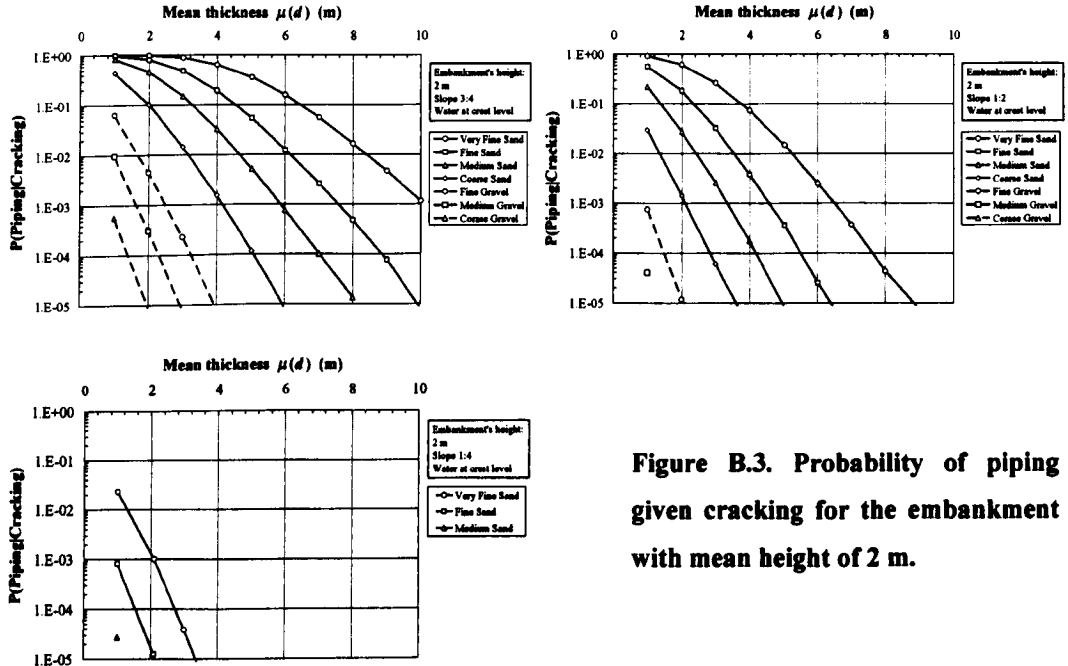 Mean thickness μ(d) (m)
0 2 4 6 8 10
1.E+00
1.E-01
1.E-02
1.E-03
1.E-04
1.E-05
P(Piping|Cracking)
Embankment's height:
2 m
Slope 3:4
Water at crest level
Very Fine Sand
Fine Sand
Medium Sand
Coarse Sand
Fine Gravel
Medium Gravel
Coarse Gravel
Mean thickness μ(d) (m)
0 2 4 6 8 10
1.E+00
1.E-01
1.E-02
1.E-03
1.E-04
1.E-05
P(Piping|Cracking)
Embankment's height:
2 m
Slope 1:2
Water at crest level
Very Fine Sand
Fine Sand
Medium Sand
Coarse Sand
Fine Gravel
Medium Gravel
Coarse Gravel
Mean thickness μ(d) (m)
0 2 4 6 8 10
1.E+00
1.E-01
1.E-02
1.E-03
1.E-04
1.E-05
P(Piping|Cracking)
Embankment's height:
2 m
Slope 1:4
Water at crest level
Very Fine Sand
Fine Sand
Medium Sand
Figure B.3. Probability of piping
given cracking for the embankment
with mean height of 2 m.